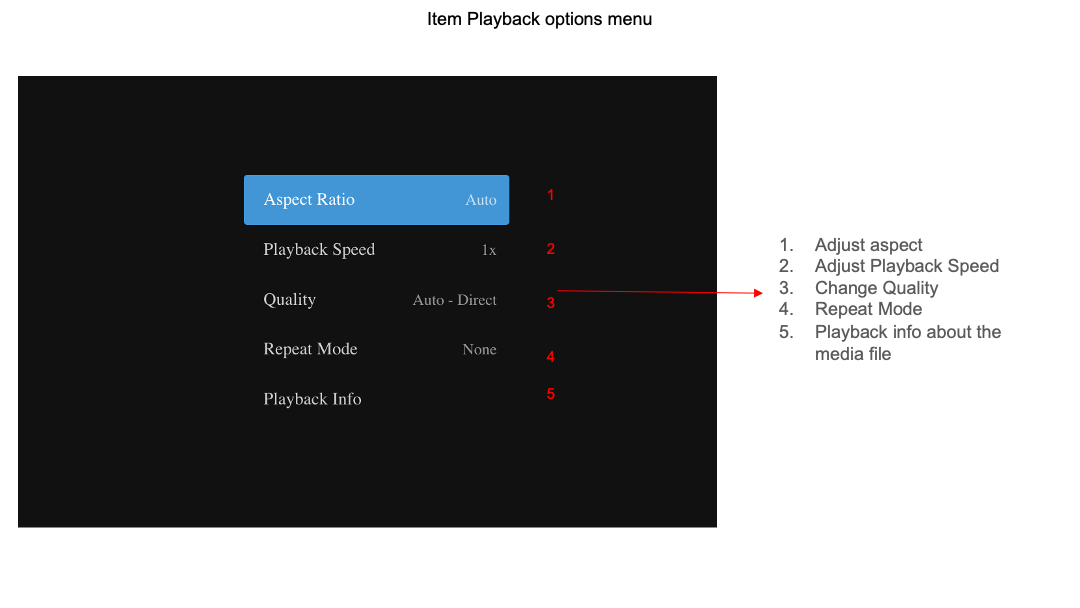 Item Playback options menu
Aspect Ratio Auto 1
Playback Speed 1x 2
Quality Auto - Direct 3
Repeat Mode None 4
Playback Info 5
1. Adjust aspect
2. Adjust Playback Speed
3. Change Quality
4. Repeat Mode
5. Playback info about the
media file